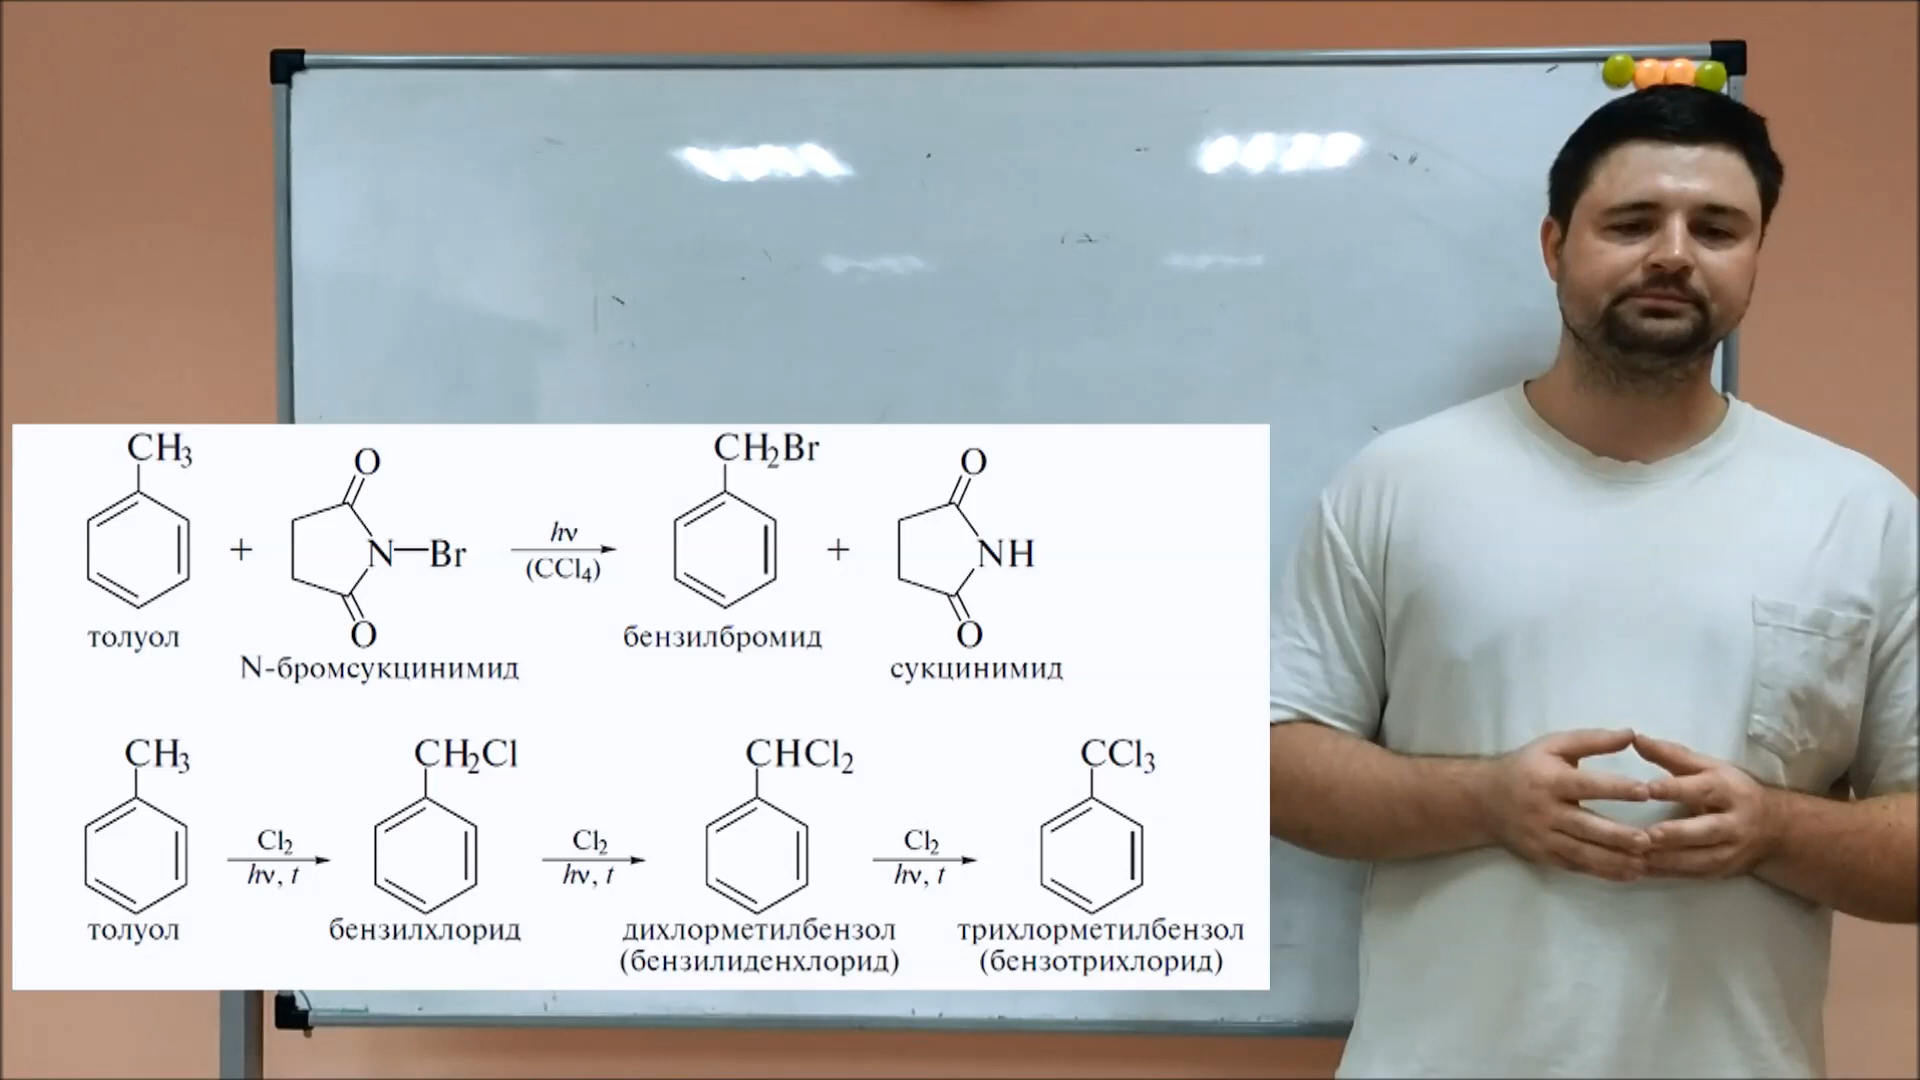 CH3 O CH2Br O
+ N—Br hν (CCl4) + NH
O O
толуол бензилбромид
N-бромсукцинимид сукцинимид
CH3 CH2Cl CHCl2 CCl3
Cl2 Cl2 Cl2
hν, t hν, t hν, t
толуол бензилхлорид дихлорметилбензол трихлорметилбензол
(бензилиденхлорид) (бензотрихлорид)